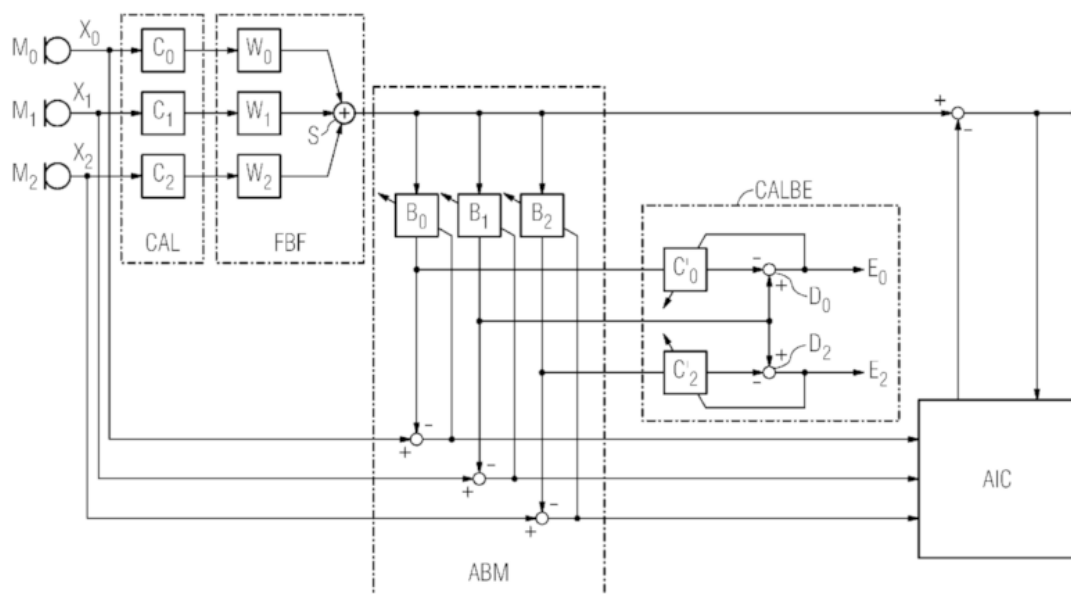 M0 X0 C0 W0
M1 X1 C1 W1 S + + -
M2 X2 C2 W2
CAL FBF
B0 B1 B2 CALBE
C'0 - + D0 E0
C'2 + - D2 E2
- +
- +
- +
AIC
ABM